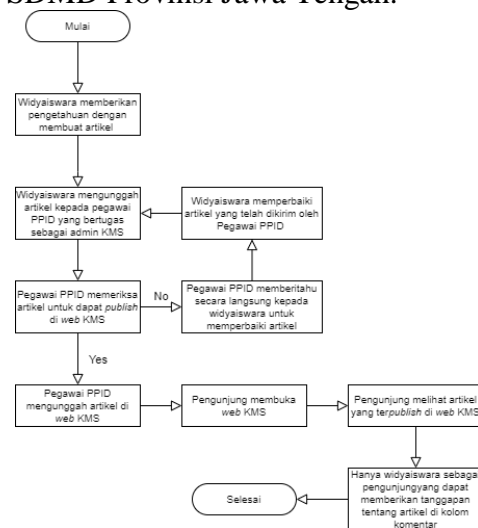 SDMD Provinsi Jawa Tengah.
Mulai
Widyaiswara memberikan
pengetahuan dengan
membuat artikel
Widyaiswara mengunggah
artikel kepada pegawai
PPID yang bertugas
sebagai admin KMS
Widyaiswara memperbaiki
artikel yang telah dikirim oleh
Pegawai PPID
Pegawai PPID memeriksa
artikel untuk dapat publish
di web KMS
No
Pegawai PPID memberitahu
secara langsung kepada
widyaiswara untuk
memperbaiki artikel
Yes
Pegawai PPID
mengunggah artikel di
web KMS
Pengunjung membuka
web KMS
Pengunjung melihat artikel
yang terpublish di web KMS
Hanya widyaiswara sebagai
pengunjungyang dapat
memberikan tanggapan
tentang artikel di kolom
komentar
Selesai